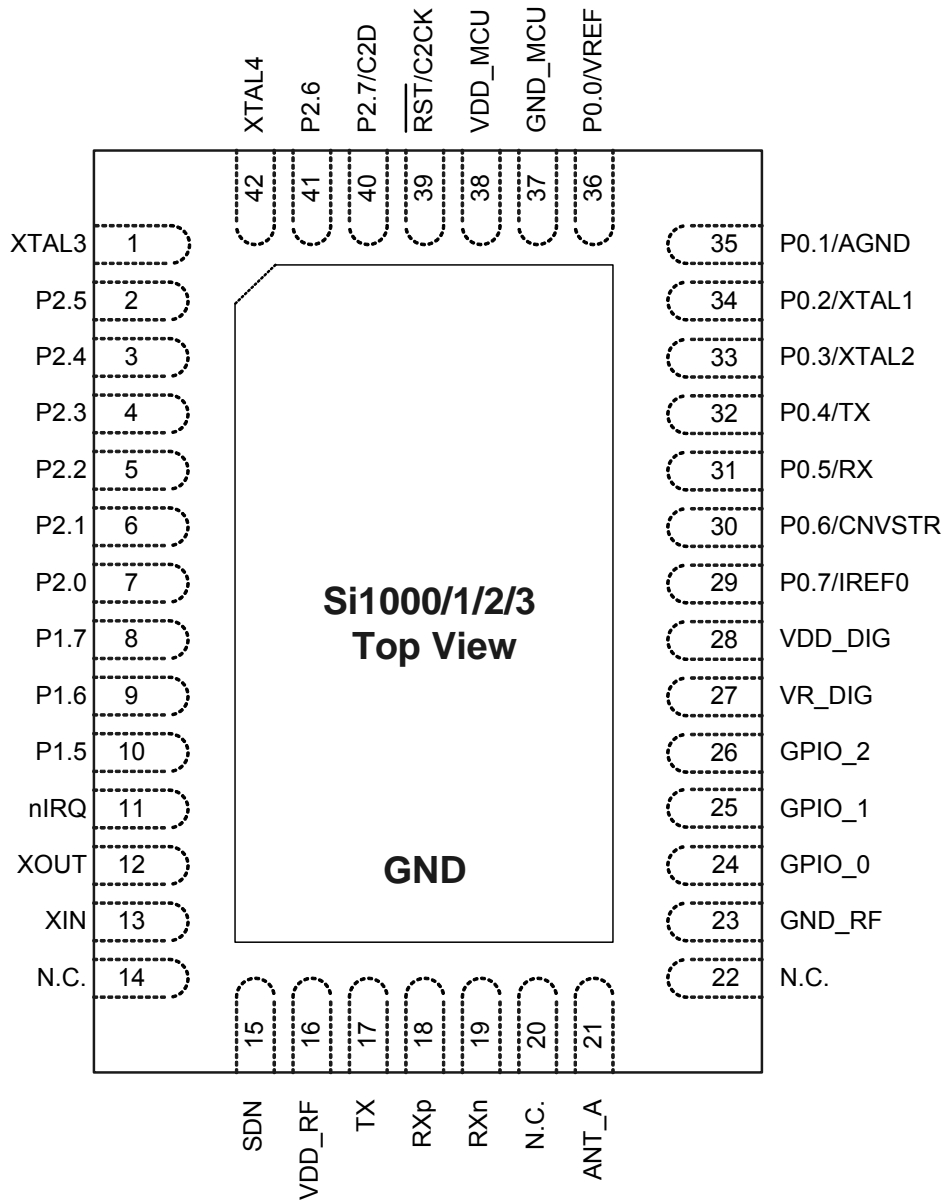 XTAL4
P2.6
P2.7/C2D
RST/C2CK
VDD_MCU
GND_MCU
P0.0/VREF
42
41
40
39
38
37
36
XTAL3 1
P2.5 2
P2.4 3
P2.3 4
P2.2 5
P2.1 6
P2.0 7
P1.7 8
P1.6 9
P1.5 10
nIRQ 11
XOUT 12
XIN 13
N.C. 14
Si1000/1/2/3
Top View
GND
35 P0.1/AGND
34 P0.2/XTAL1
33 P0.3/XTAL2
32 P0.4/TX
31 P0.5/RX
30 P0.6/CNVSTR
29 P0.7/IREF0
28 VDD_DIG
27 VR_DIG
26 GPIO_2
25 GPIO_1
24 GPIO_0
23 GND_RF
22 N.C.
15
16
17
18
19
20
21
SDN
VDD_RF
TX
RXp
RXn
N.C.
ANT_A